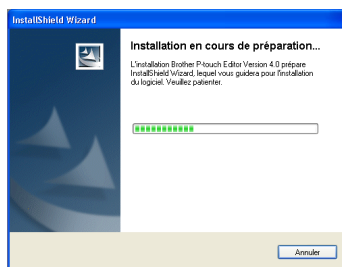 InstallShield Wizard
Installation en cours de préparation...
L'installation Brother P-touch Editor Version 4.0 prépare
InstallShield Wizard, lequel vous guidera pour l'installation
du logiciel. Veuillez patienter.
Annuler